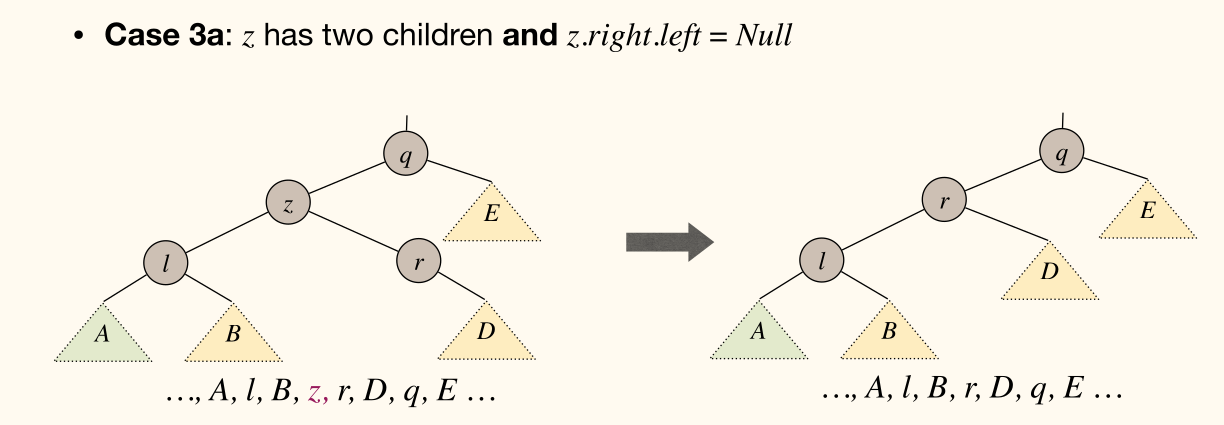 • Case 3a: z has two children and z.right.left = Null
q
q
z
r
E
E
l
r
l
D
A
B
D
A
B
…, A, l, B, z, r, D, q, E …
…, A, l, B, r, D, q, E …